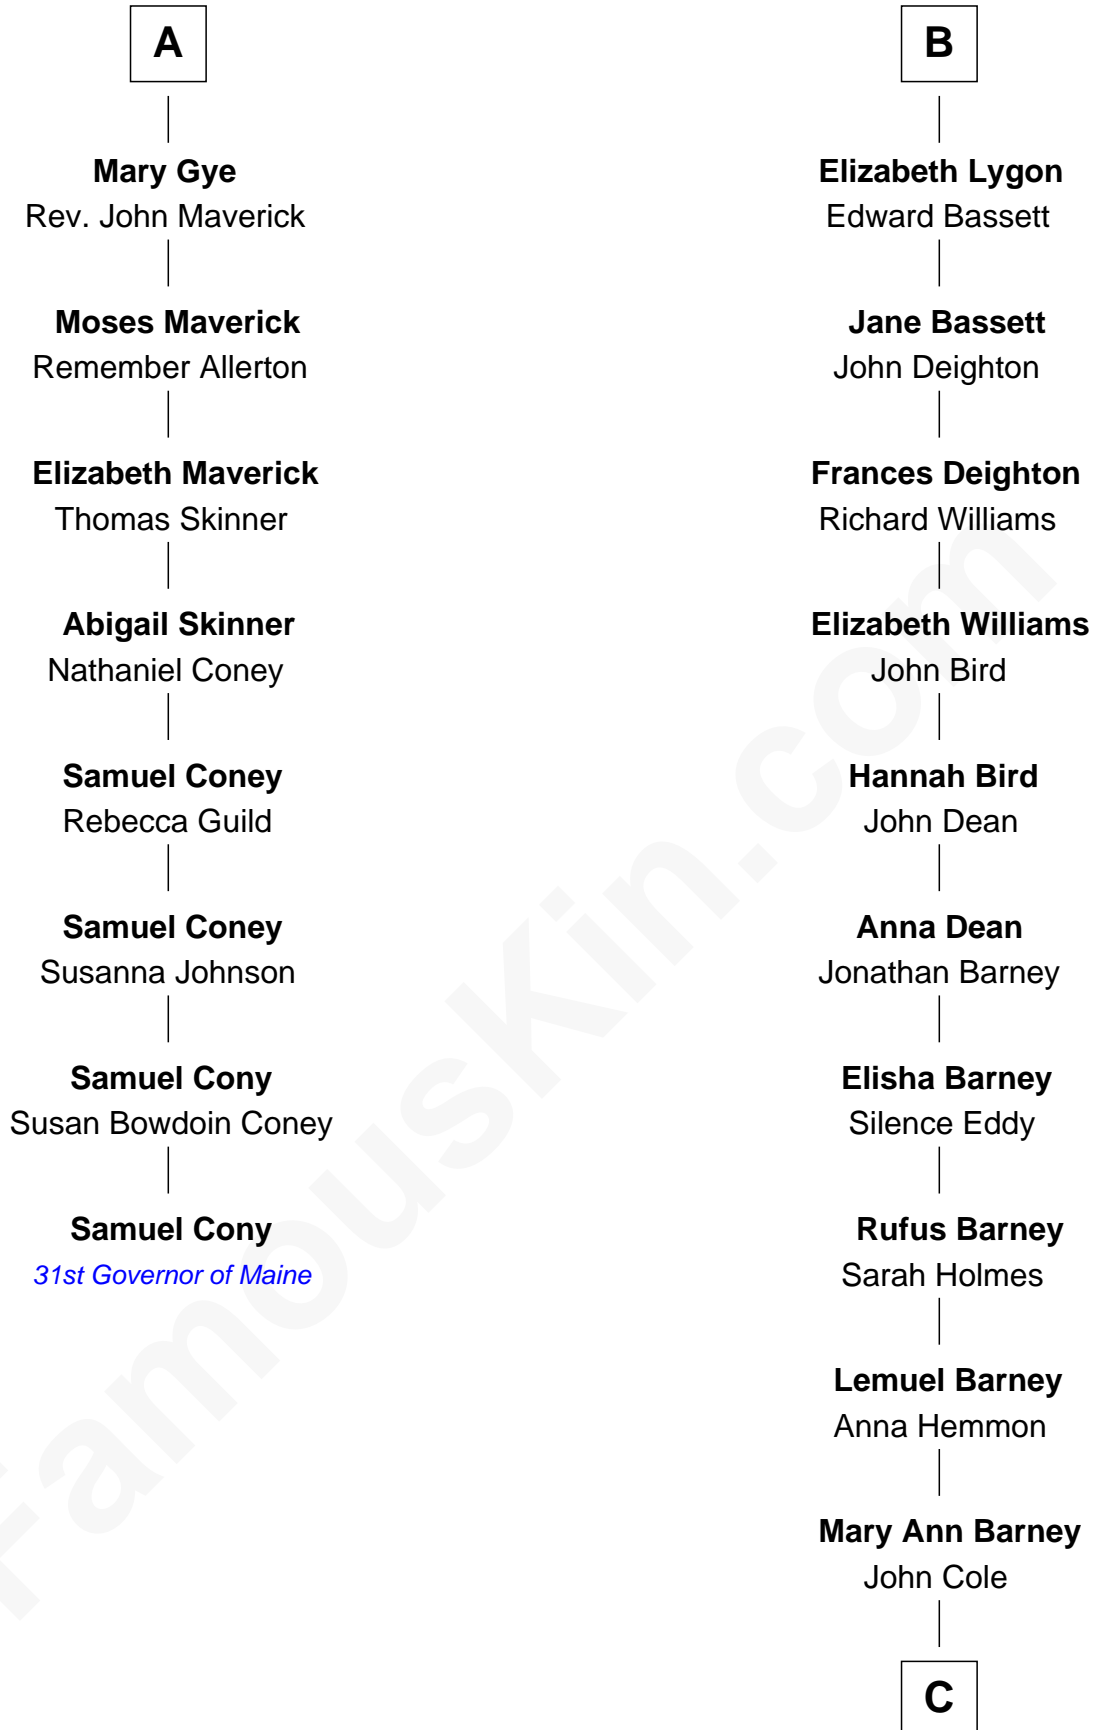 A
Mary Gye
Rev. John Maverick
Moses Maverick
Remember Allerton
Elizabeth Maverick
Thomas Skinner
Abigail Skinner
Nathaniel Coney
Samuel Coney
Rebecca Guild
Samuel Coney
Susanna Johnson
Samuel Cony
Susan Bowdoin Coney
Samuel Cony
31st Governor of Maine
B
Elizabeth Lygon
Edward Bassett
Jane Bassett
John Deighton
Frances Deighton
Richard Williams
Elizabeth Williams
John Bird
Hannah Bird
John Dean
Anna Dean
Jonathan Barney
Elisha Barney
Silence Eddy
Rufus Barney
Sarah Holmes
Lemuel Barney
Anna Hemmon
Mary Ann Barney
John Cole
C
FamousKin.com